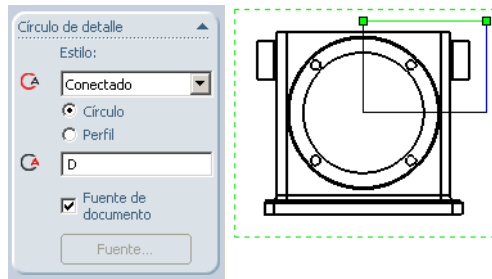 Círculo de detalle
Estilo:
A
Conectado
Círculo
Perfil
A
D
Fuente de
documento
Fuente...